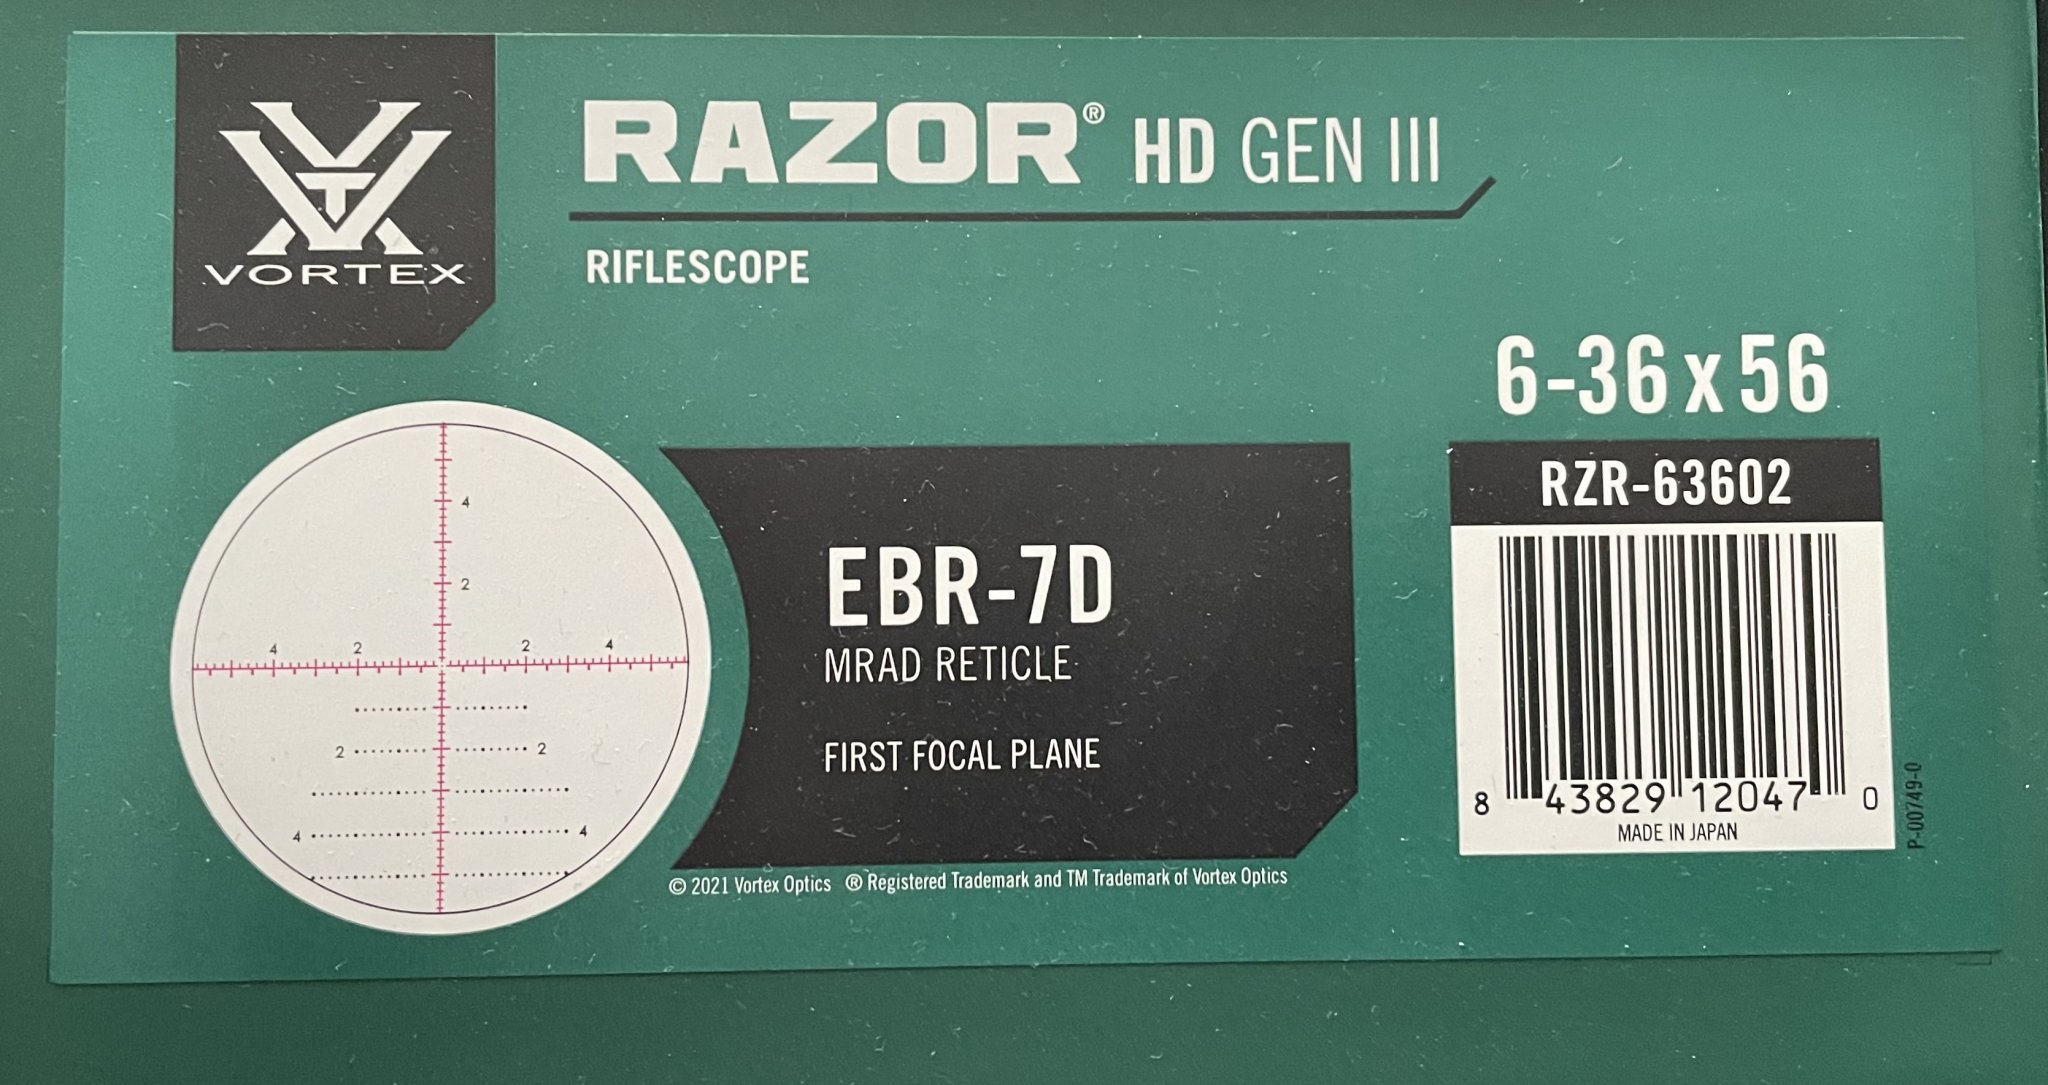 VORTEX
RAZOR® HD GEN III
RIFLESCOPE
6-36 x 56
RZR-63602
4
2
4 2 2 4
2 2
4 4
EBR-7D
MRAD RETICLE
FIRST FOCAL PLANE
8 43829 12047 0
MADE IN JAPAN
P-00749-0
© 2021 Vortex Optics ® Registered Trademark and TM Trademark of Vortex Optics